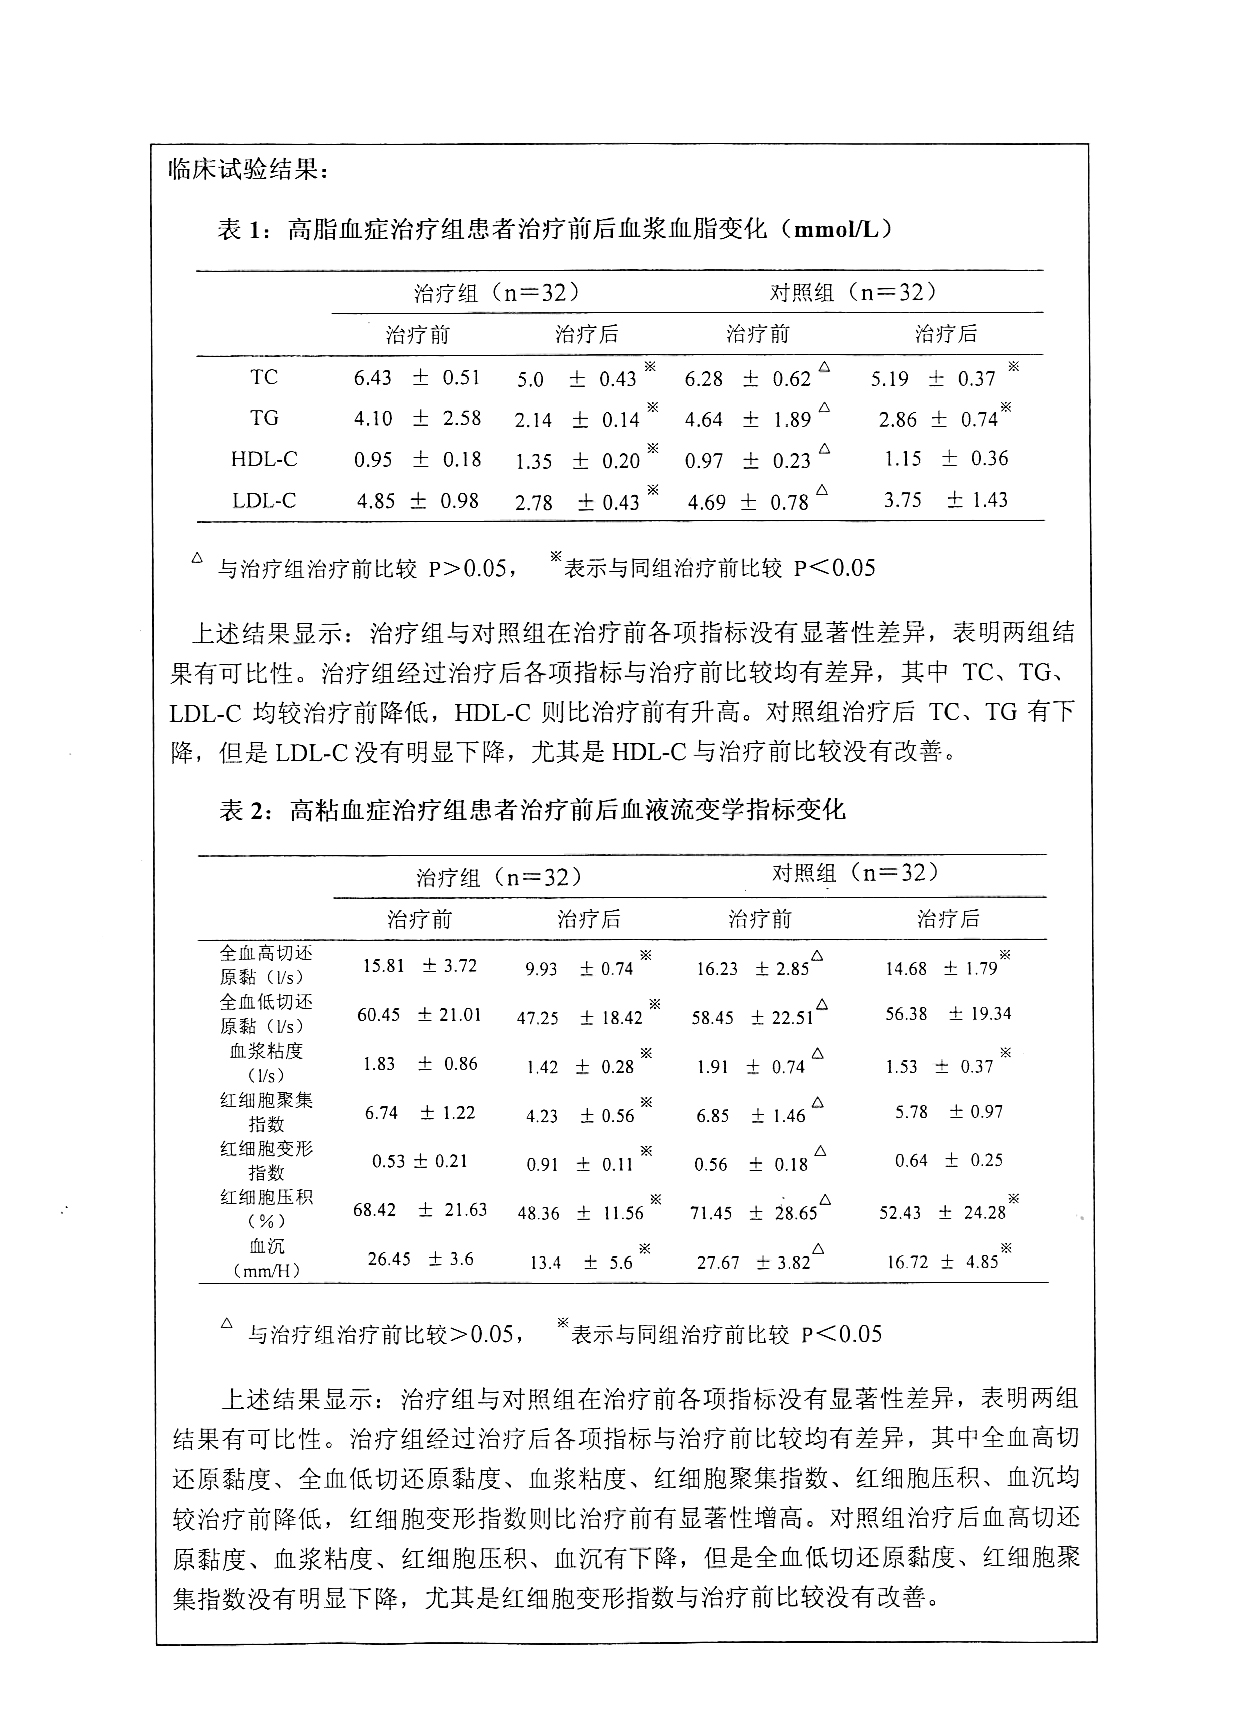 临床试验结果：
表 1：高脂血症治疗组患者治疗前后血浆血脂变化（mmol/L）
治疗组（n＝32） 对照组（n＝32）
治疗前 治疗后 治疗前 治疗后
TC 6.43 ± 0.51 5.0 ± 0.43※ 6.28 ± 0.62△ 5.19 ± 0.37※
TG 4.10 ± 2.58 2.14 ± 0.14※ 4.64 ± 1.89△ 2.86 ± 0.74※
HDL-C 0.95 ± 0.18 1.35 ± 0.20※ 0.97 ± 0.23△ 1.15 ± 0.36
LDL-C 4.85 ± 0.98 2.78 ± 0.43※ 4.69 ± 0.78△ 3.75 ± 1.43
△ 与治疗组治疗前比较 P＞0.05， ※表示与同组治疗前比较 P＜0.05
上述结果显示：治疗组与对照组在治疗前各项指标没有显著性差异，表明两组结
果有可比性。治疗组经过治疗后各项指标与治疗前比较均有差异，其中 TC、TG、
LDL-C 均较治疗前降低，HDL-C 则比治疗前有升高。对照组治疗后 TC、TG 有下
降，但是 LDL-C 没有明显下降，尤其是 HDL-C 与治疗前比较没有改善。
表 2：高粘血症治疗组患者治疗前后血液流变学指标变化
治疗组（n＝32） 对照组（n＝32）
治疗前 治疗后 治疗前 治疗后
全血高切还
原黏（l/s） 15.81 ± 3.72 9.93 ± 0.74※ 16.23 ± 2.85△ 14.68 ± 1.79※
全血低切还
原黏（l/s） 60.45 ± 21.01 47.25 ± 18.42※ 58.45 ± 22.51△ 56.38 ± 19.34
血浆粘度
（l/s） 1.83 ± 0.86 1.42 ± 0.28※ 1.91 ± 0.74△ 1.53 ± 0.37※
红细胞聚集
指数 6.74 ± 1.22 4.23 ± 0.56※ 6.85 ± 1.46△ 5.78 ± 0.97
红细胞变形
指数 0.53 ± 0.21 0.91 ± 0.11※ 0.56 ± 0.18△ 0.64 ± 0.25
红细胞压积
（%） 68.42 ± 21.63 48.36 ± 11.56※ 71.45 ± 28.65△ 52.43 ± 24.28※
血沉
（mm/H） 26.45 ± 3.6 13.4 ± 5.6※ 27.67 ± 3.82△ 16.72 ± 4.85※
△ 与治疗组治疗前比较＞0.05， ※表示与同组治疗前比较 P＜0.05
上述结果显示：治疗组与对照组在治疗前各项指标没有显著性差异，表明两组
结果有可比性。治疗组经过治疗后各项指标与治疗前比较均有差异，其中全血高切
还原黏度、全血低切还原黏度、血浆粘度、红细胞聚集指数、红细胞压积、血沉均
较治疗前降低，红细胞变形指数则比治疗前有显著性增高。对照组治疗后血高切还
原黏度、血浆粘度、红细胞压积、血沉有下降，但是全血低切还原黏度、红细胞聚
集指数没有明显下降，尤其是红细胞变形指数与治疗前比较没有改善。